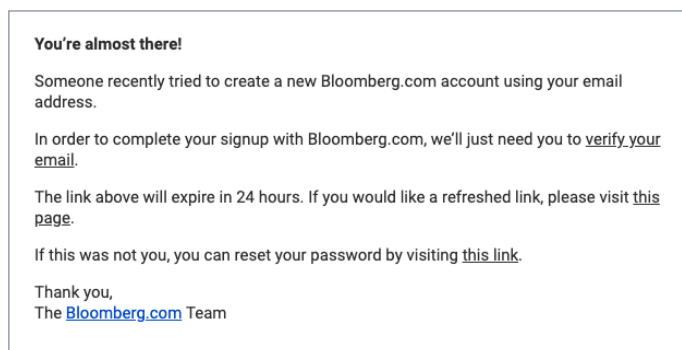 You’re almost there!
Someone recently tried to create a new Bloomberg.com account using your email
address.
In order to complete your signup with Bloomberg.com, we’ll just need you to verify your
email.
The link above will expire in 24 hours. If you would like a refreshed link, please visit this
page.
If this was not you, you can reset your password by visiting this link.
Thank you,
The Bloomberg.com Team